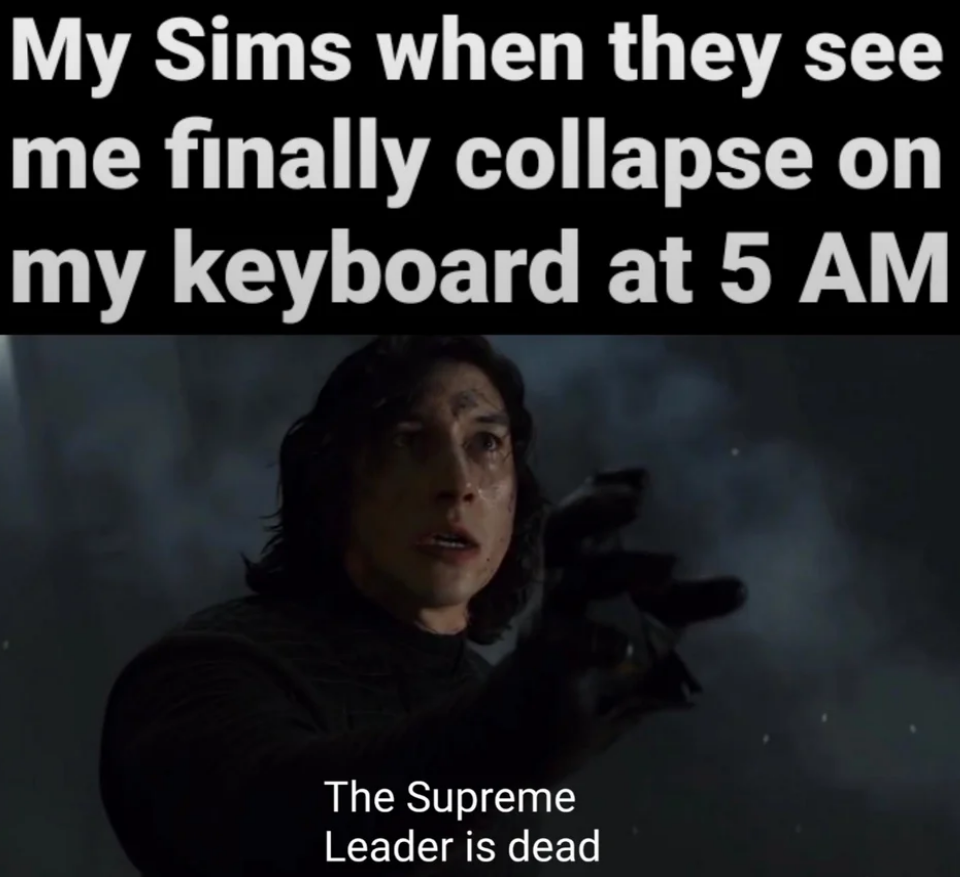 My Sims when they see
me finally collapse on
my keyboard at 5 AM
The Supreme
Leader is dead